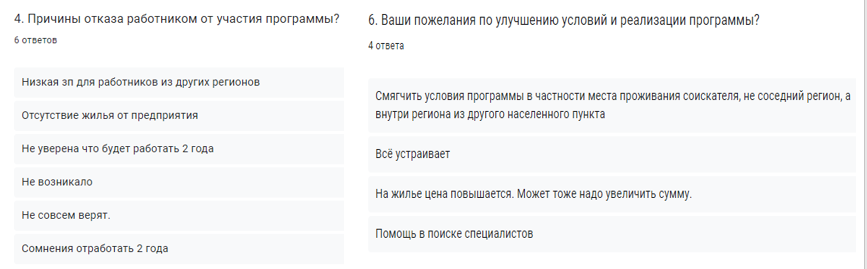 4. Причины отказа работником от участия программы?
6 ответов
Низкая зп для работников из других регионов
Отсутствие жилья от предприятия
Не уверена что будет работать 2 года
Не возникало
Не совсем верят.
Сомнения отработать 2 года
6. Ваши пожелания по улучшению условий и реализации программы?
4 ответа
Смягчить условия программы в частности места проживания соискателя, не соседний регион, а
внутри региона из другого населенного пункта
Всё устраивает
На жилье цена повышается. Может тоже надо увеличить сумму.
Помощь в поиске специалистов